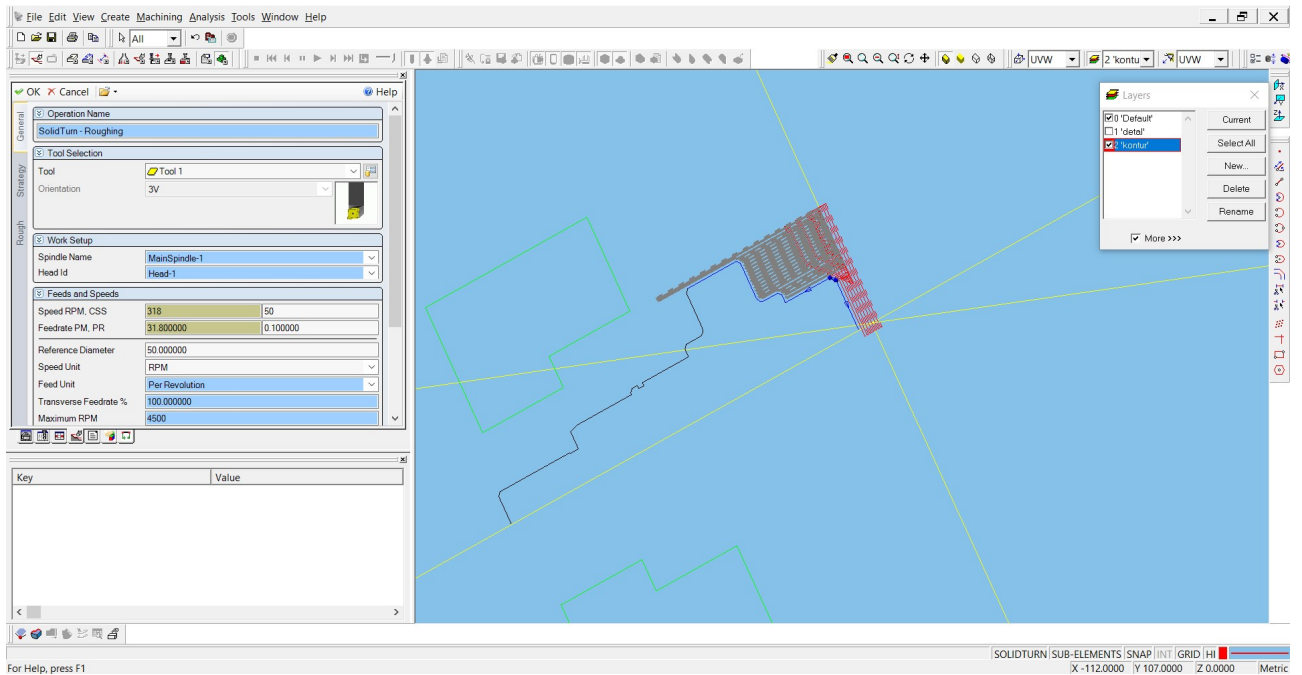 File Edit View Create Machining Analysis Tools Window Help
All
UVW 2 'kontu UVW
OK Cancel Help
General
Strategy
Rough
Operation Name
SolidTurn - Roughing
Tool Selection
Tool Tool 1
Orientation 3V
Work Setup
Spindle Name MainSpindle-1
Head Id Head-1
Feeds and Speeds
Speed RPM, CSS 318 50
Feedrate PM, PR 31.800000 0.100000
Reference Diameter 50.000000
Speed Unit RPM
Feed Unit Per Revolution
Transverse Feedrate % 100.000000
Maximum RPM 4500
Key Value
Layers
0 'Default'
1 'detal'
2 'kontur'
Current
Select All
New...
Delete
Rename
More >>>
SOLIDTURN SUB-ELEMENTS SNAP INT GRID HI
For Help, press F1
X -112.0000 Y 107.0000 Z 0.0000 Metric